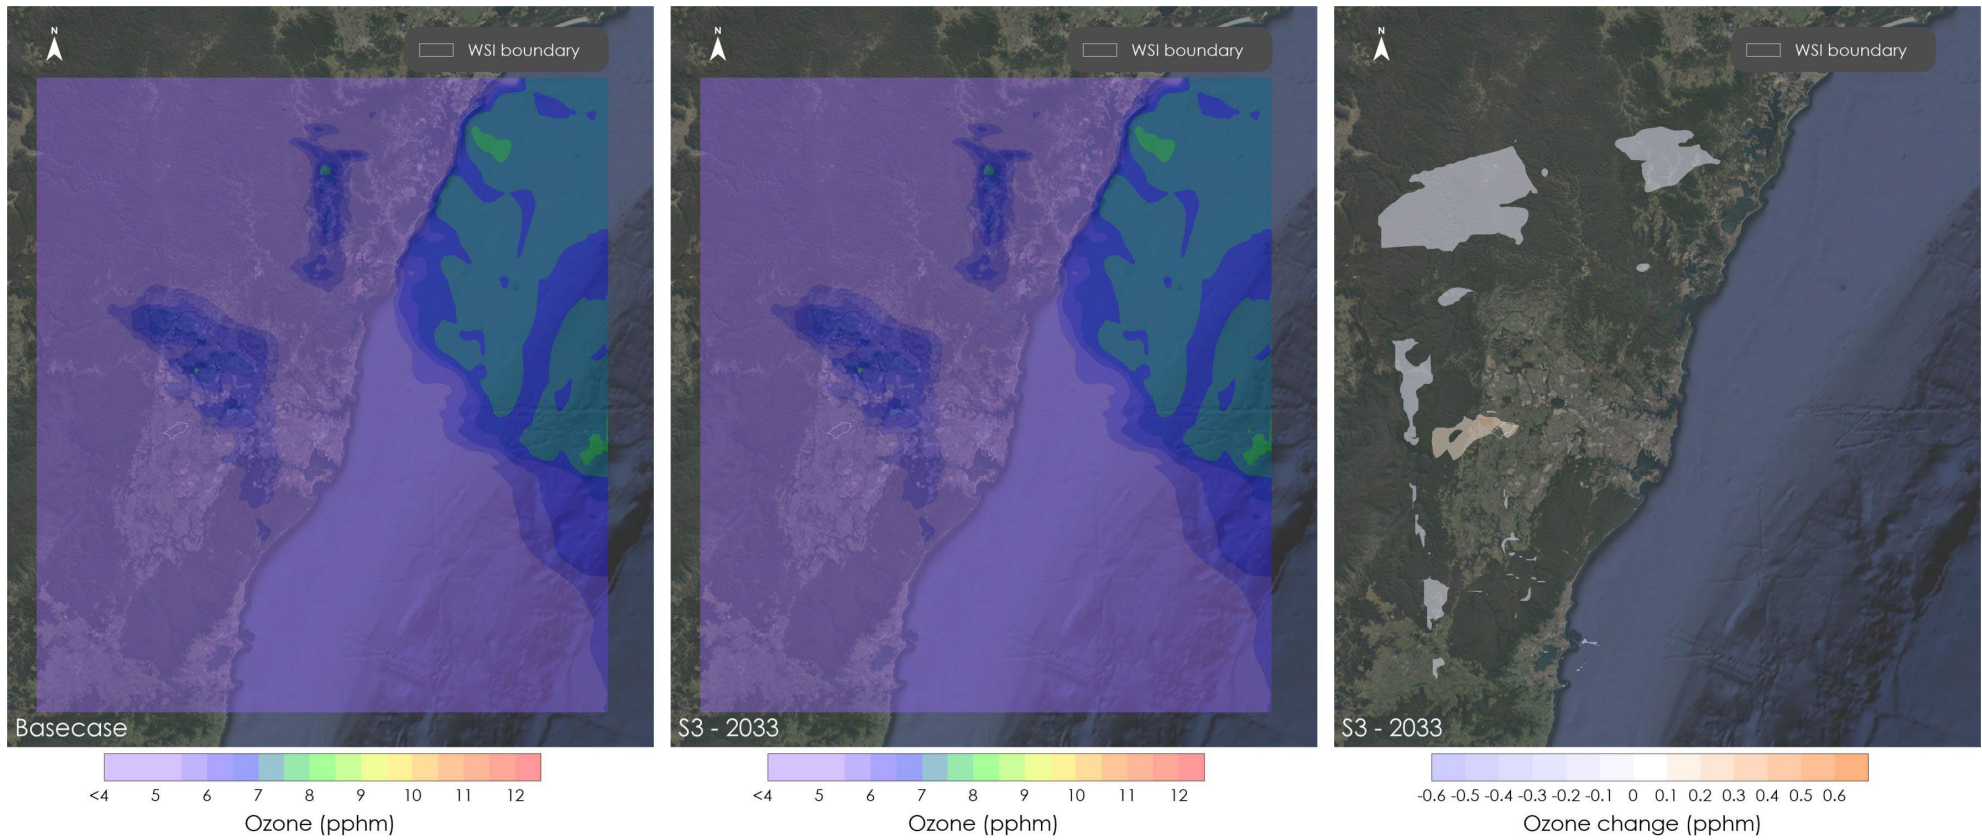 N
WSI boundary
Basecase
<4 5 6 7 8 9 10 11 12
Ozone (pphm)
N
WSI boundary
S3 - 2033
<4 5 6 7 8 9 10 11 12
Ozone (pphm)
N
WSI boundary
S3 - 2033
-0.6 -0.5 -0.4 -0.3 -0.2 -0.1 0 0.1 0.2 0.3 0.4 0.5 0.6
Ozone change (pphm)